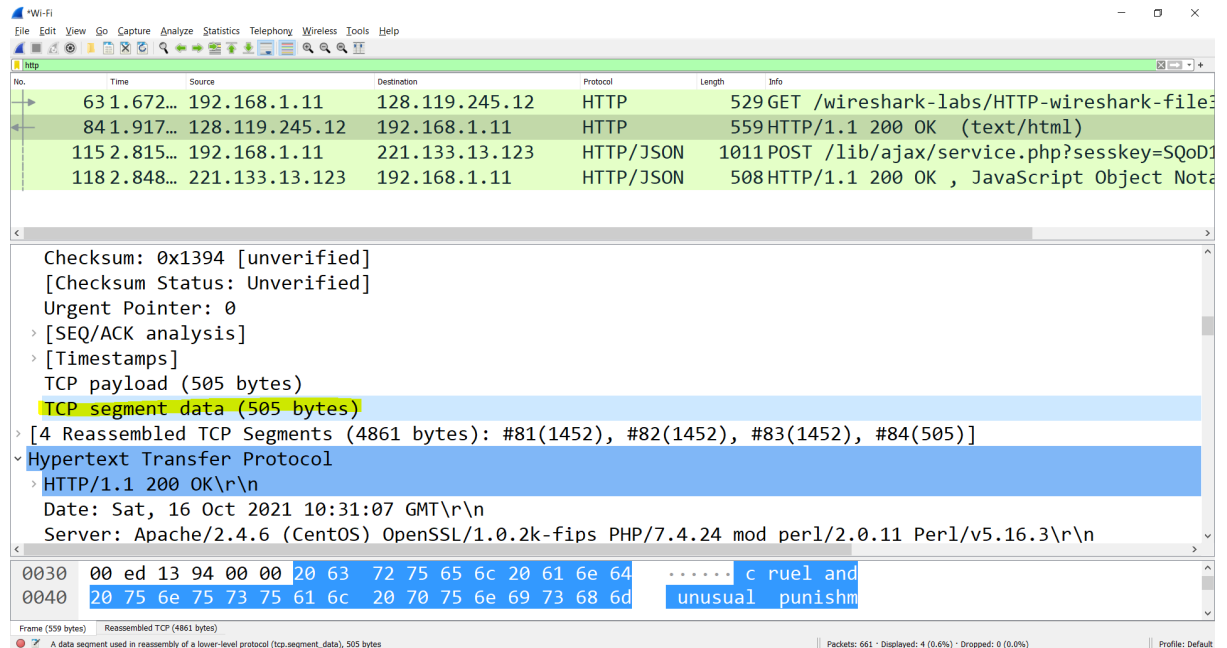 *Wi-Fi
File Edit View Go Capture Analyze Statistics Telephony Wireless Tools Help
http
No. Time Source Destination Protocol Length Info
63 1.672… 192.168.1.11 128.119.245.12 HTTP 529 GET /wireshark-labs/HTTP-wireshark-file3
84 1.917… 128.119.245.12 192.168.1.11 HTTP 559 HTTP/1.1 200 OK (text/html)
115 2.815… 192.168.1.11 221.133.13.123 HTTP/JSON 1011 POST /lib/ajax/service.php?sesskey=SQoD1
118 2.848… 221.133.13.123 192.168.1.11 HTTP/JSON 508 HTTP/1.1 200 OK , JavaScript Object Nota
Checksum: 0x1394 [unverified]
[Checksum Status: Unverified]
Urgent Pointer: 0
[SEQ/ACK analysis]
[Timestamps]
TCP payload (505 bytes)
TCP segment data (505 bytes)
[4 Reassembled TCP Segments (4861 bytes): #81(1452), #82(1452), #83(1452), #84(505)]
Hypertext Transfer Protocol
HTTP/1.1 200 OK\r\n
Date: Sat, 16 Oct 2021 10:31:07 GMT\r\n
Server: Apache/2.4.6 (CentOS) OpenSSL/1.0.2k-fips PHP/7.4.24 mod_perl/2.0.11 Perl/v5.16.3\r\n
0030 00 ed 13 94 00 00 20 63 72 75 65 6c 20 61 6e 64 ······ c ruel and
0040 20 75 6e 75 73 75 61 6c 20 70 75 6e 69 73 68 6d unusual punishm
Frame (559 bytes) Reassembled TCP (4861 bytes)
A data segment used in reassembly of a lower-level protocol (tcp.segment_data), 505 bytes Packets: 661 · Displayed: 4 (0.6%) · Dropped: 0 (0.0%) Profile: Default